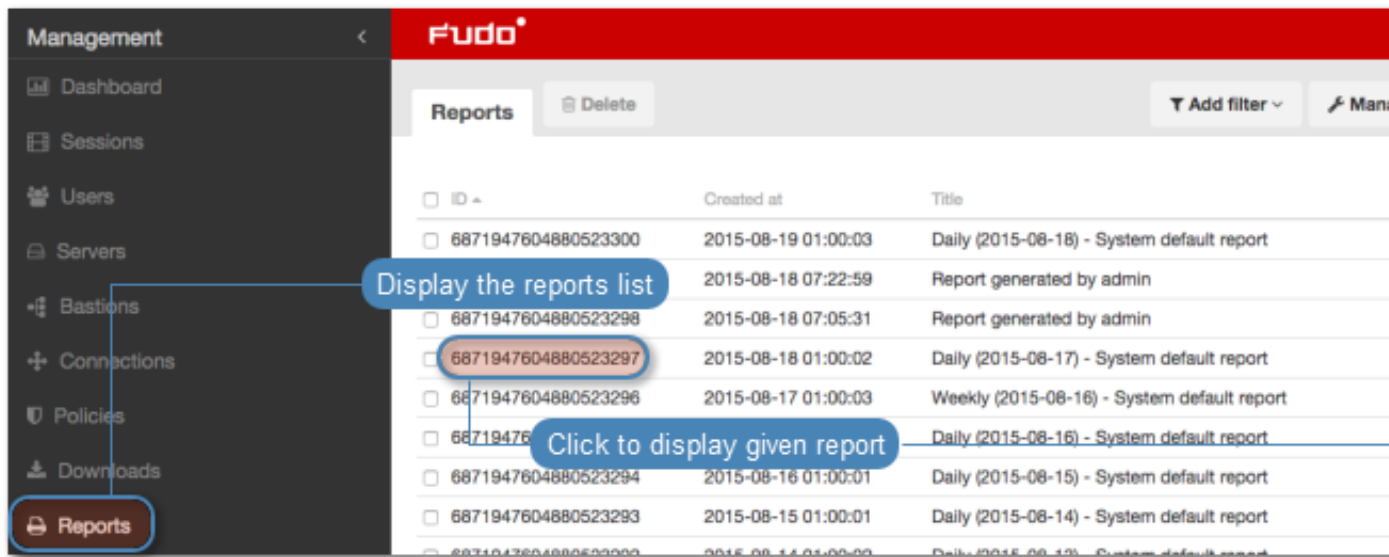 Management
Fudo
Dashboard
Sessions
Users
Servers
Bastions
Connections
Policies
Downloads
Reports
Reports Delete Add filter
ID Created at Title
6871947604880523300 2015-08-19 01:00:03 Daily (2015-08-18) - System default report
Display the reports list
2015-08-18 07:22:59 Report generated by admin
6871947604880523298 2015-08-18 07:05:31 Report generated by admin
6871947604880523297 2015-08-18 01:00:02 Daily (2015-08-17) - System default report
6871947604880523296 2015-08-17 01:00:03 Weekly (2015-08-16) - System default report
Click to display given report
Daily (2015-08-16) - System default report
6871947604880523294 2015-08-16 01:00:01 Daily (2015-08-15) - System default report
6871947604880523293 2015-08-15 01:00:01 Daily (2015-08-14) - System default report